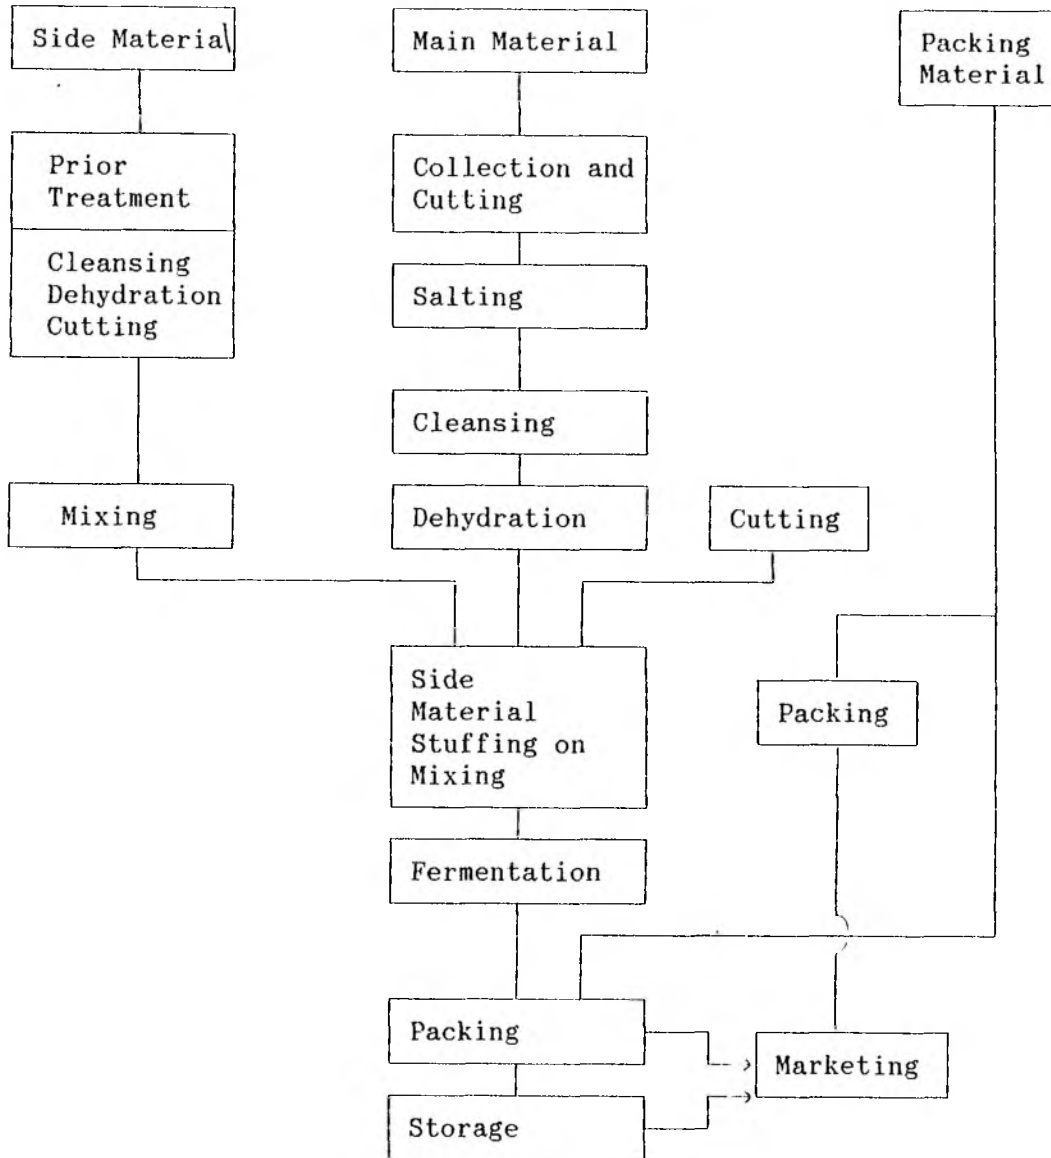 Side Material
Main Material
Packing
Material
Prior
Treatment
Collection and
Cutting
Cleansing
Dehydration
Cutting
Salting
Cleansing
Mixing
Dehydration
Cutting
Side
Material
Stuffing on
Mixing
Packing
Fermentation
Packing
Marketing
Storage